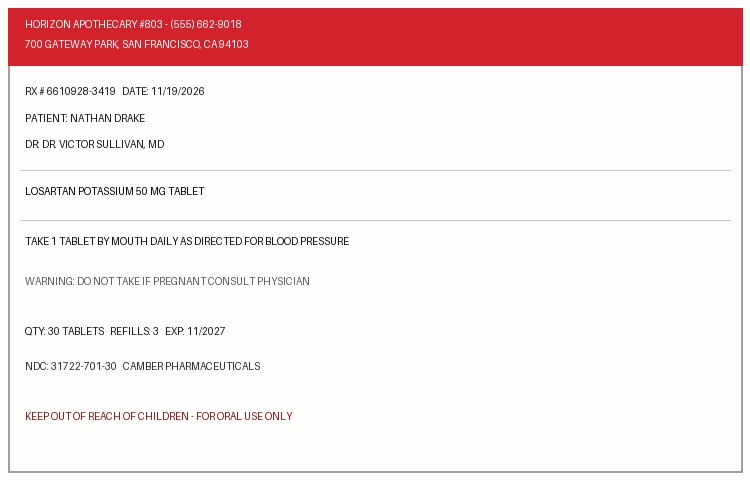 HORIZON APOTHECARY #803 - (555) 662-9018
700 GATEWAY PARK, SAN FRANCISCO, CA 94103
RX # 6610928-3419 DATE: 11/19/2026
PATIENT: NATHAN DRAKE
DR: DR. VICTOR SULLIVAN, MD
LOSARTAN POTASSIUM 50 MG TABLET
TAKE 1 TABLET BY MOUTH DAILY AS DIRECTED FOR BLOOD PRESSURE
WARNING: DO NOT TAKE IF PREGNANT CONSULT PHYSICIAN
QTY: 30 TABLETS REFILLS: 3 EXP: 11/2027
NDC: 31722-701-30 CAMBER PHARMACEUTICALS
KEEP OUT OF REACH OF CHILDREN - FOR ORAL USE ONLY